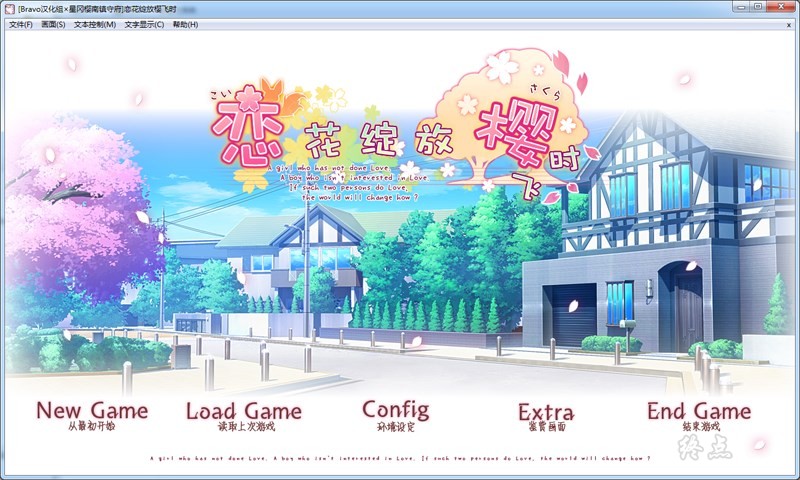 [Bravo汉化组×星冈樱南镇守府]恋花绽放樱飞时
文件(F) 画面(S) 文本控制(M) 文字显示(C) 帮助(H)
x
こい
さくら
恋花绽放樱飞时
A girl who has not done Love.
A boy who isn't interested in Love.
If such two persons do Love,
the world will change how?
New Game Load Game Config Extra End Game
从最初开始 读取上次游戏 环境设定 鉴赏画面 结束游戏
终点
A girl who has not done Love. A boy who isn't interested in Love. If such two persons do Love, the world will change how?